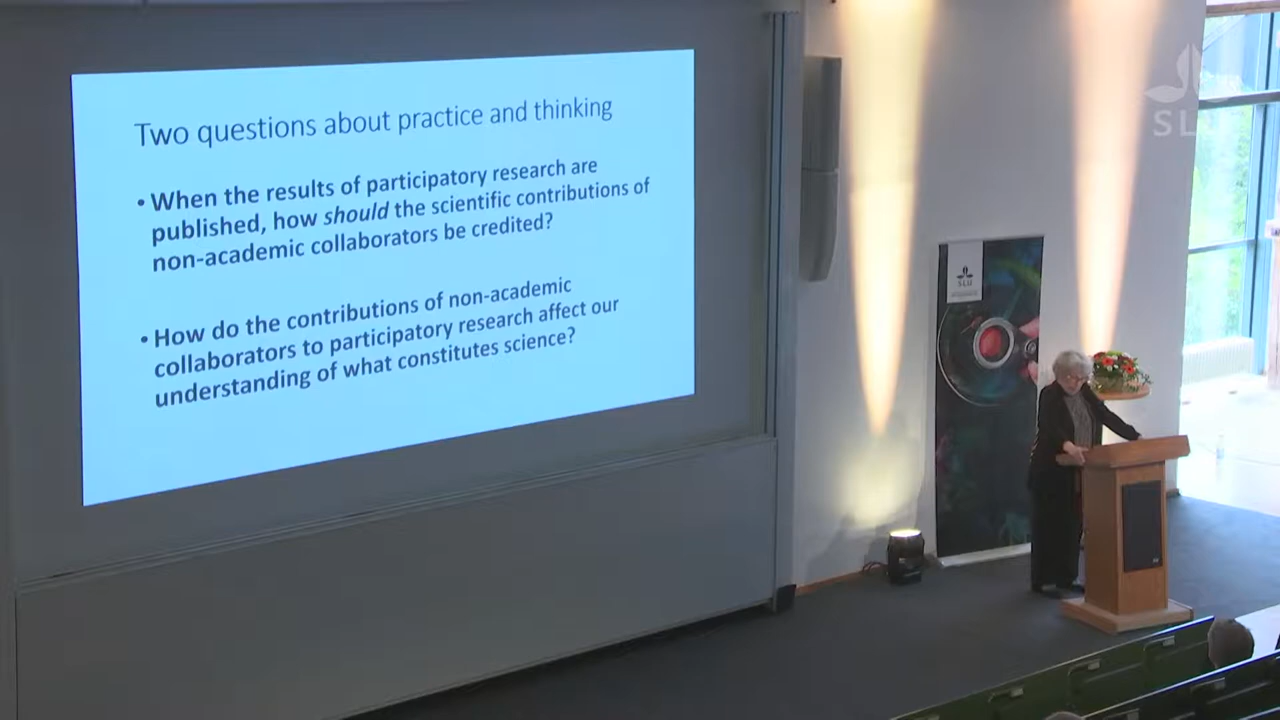 Two questions about practice and thinking
• When the results of participatory research are
published, how should the scientific contributions of
non-academic collaborators be credited?
• How do the contributions of non-academic
collaborators to participatory research affect our
understanding of what constitutes science?
SLU
SLU